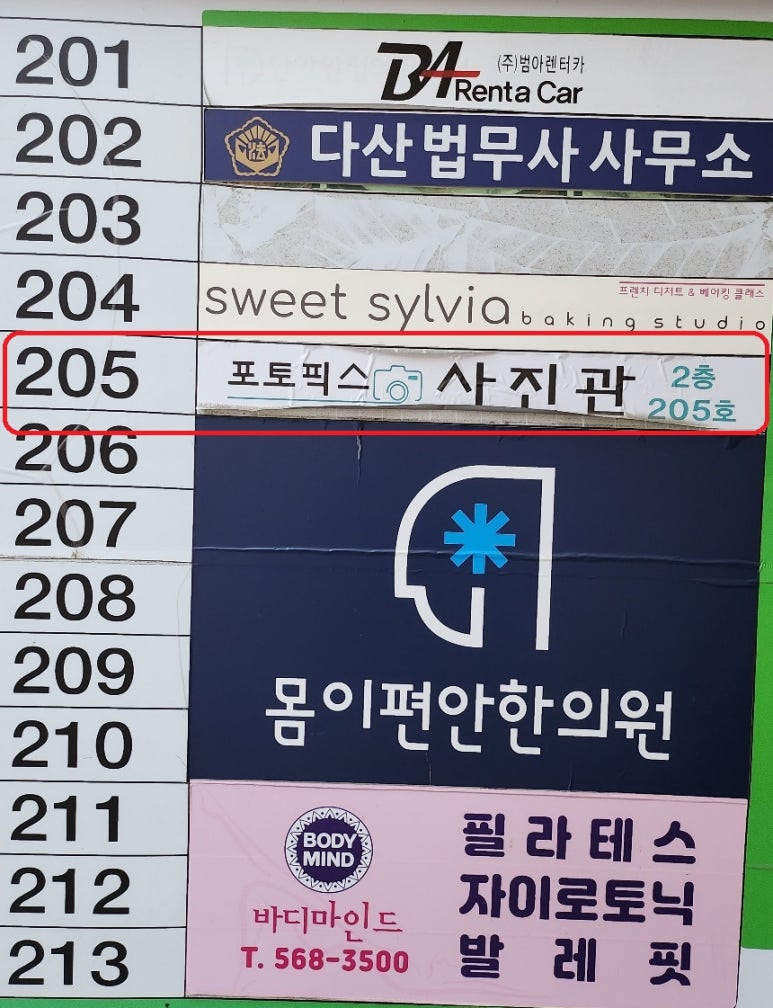 201
BA (주)범아렌터카
Renta Car
202
法
다산법무사사무소
203
204
sweet sylvia baking studio
프렌치 디저트 & 베이킹 클래스
205
포토픽스 사진관 2층
205호
206
207
208
209
210
몸이편안한의원
211
212
213
BODY
MIND
바디마인드
T. 568-3500
필라테스
자이로토닉
발레핏